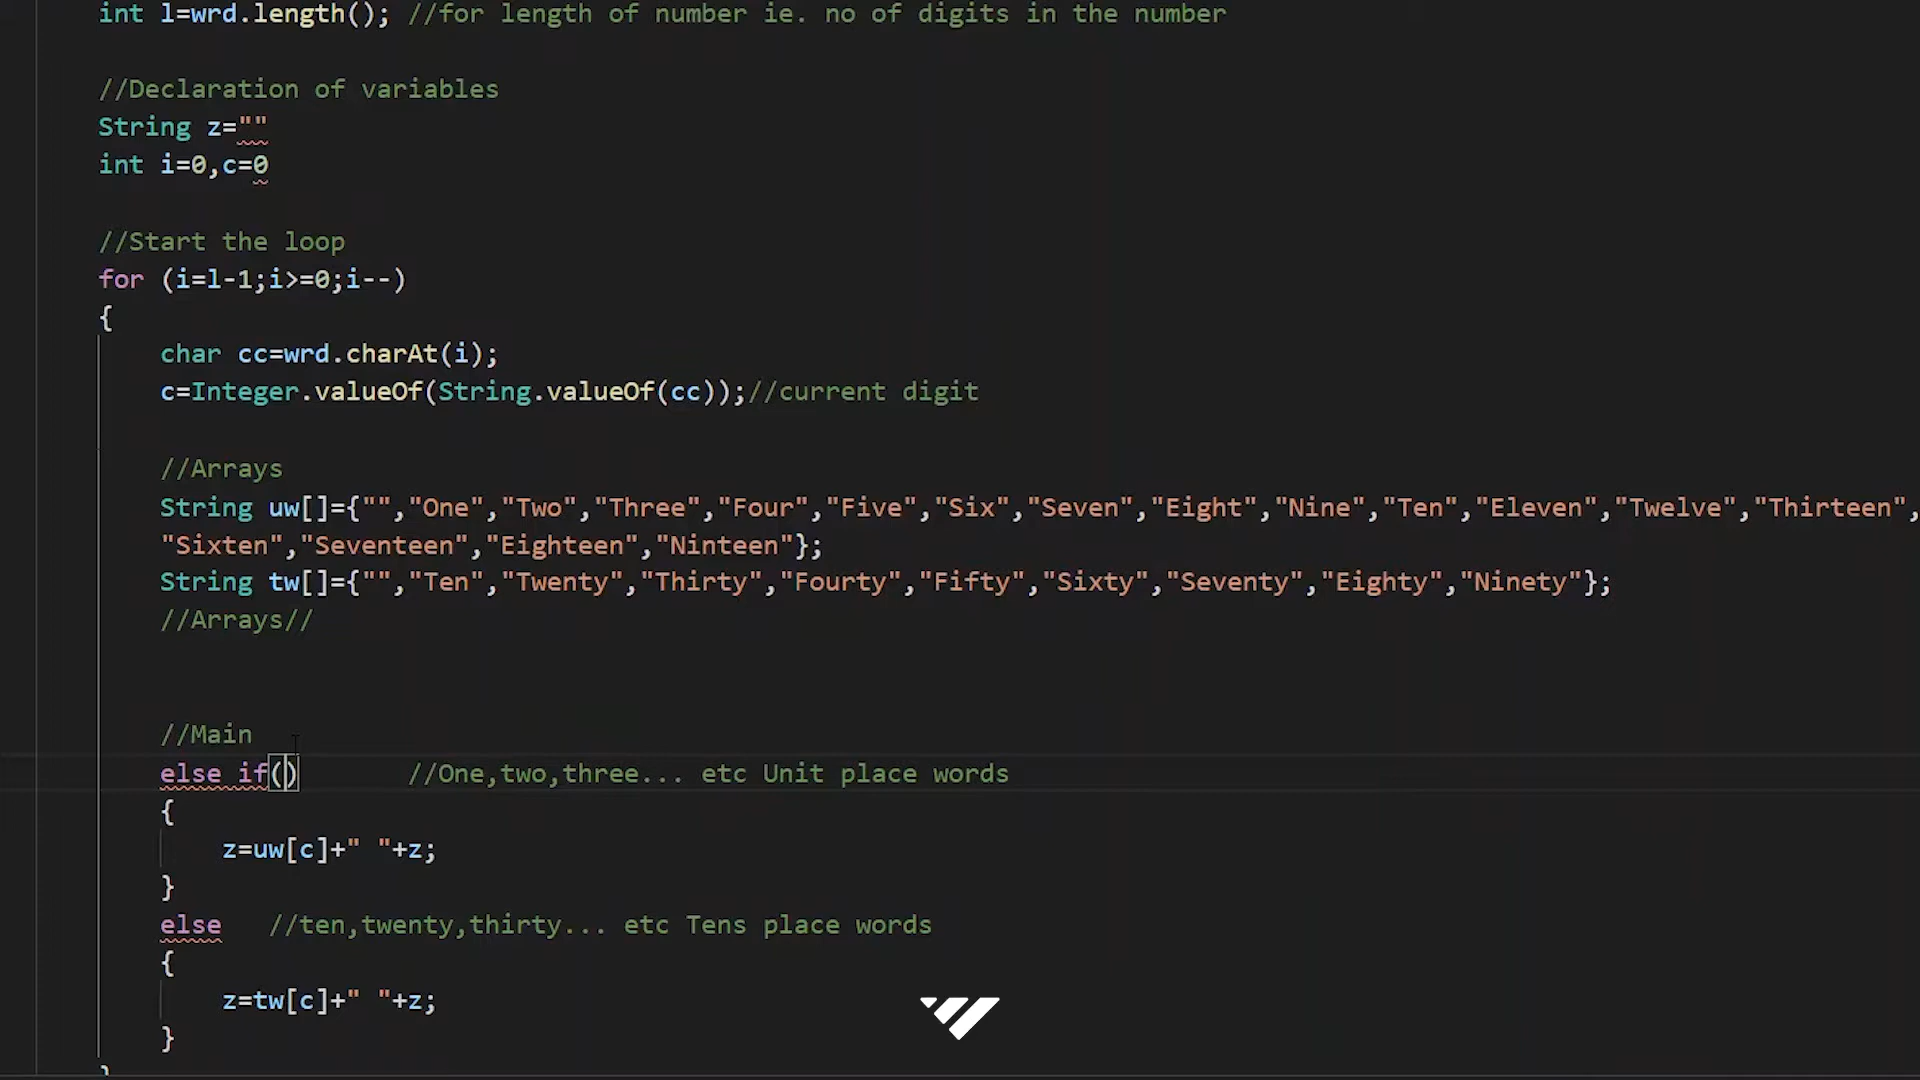 int l=wrd.length(); //for length of number ie. no of digits in the number
//Declaration of variables
String z=""
int i=0,c=0
//Start the loop
for (i=l-1;i>=0;i--)
{
char cc=wrd.charAt(i);
c=Integer.valueOf(String.valueOf(cc));//current digit
//Arrays
String uw[]={"","One","Two","Three","Four","Five","Six","Seven","Eight","Nine","Ten","Eleven","Twelve","Thirteen",
"Sixten","Seventeen","Eighteen","Ninteen"};
String tw[]={"","Ten","Twenty","Thirty","Fourty","Fifty","Sixty","Seventy","Eighty","Ninety"};
//Arrays//
//Main
else if() //One,two,three... etc Unit place words
{
z=uw[c]+" "+z;
}
else //ten,twenty,thirty... etc Tens place words
{
z=tw[c]+" "+z;
}
}